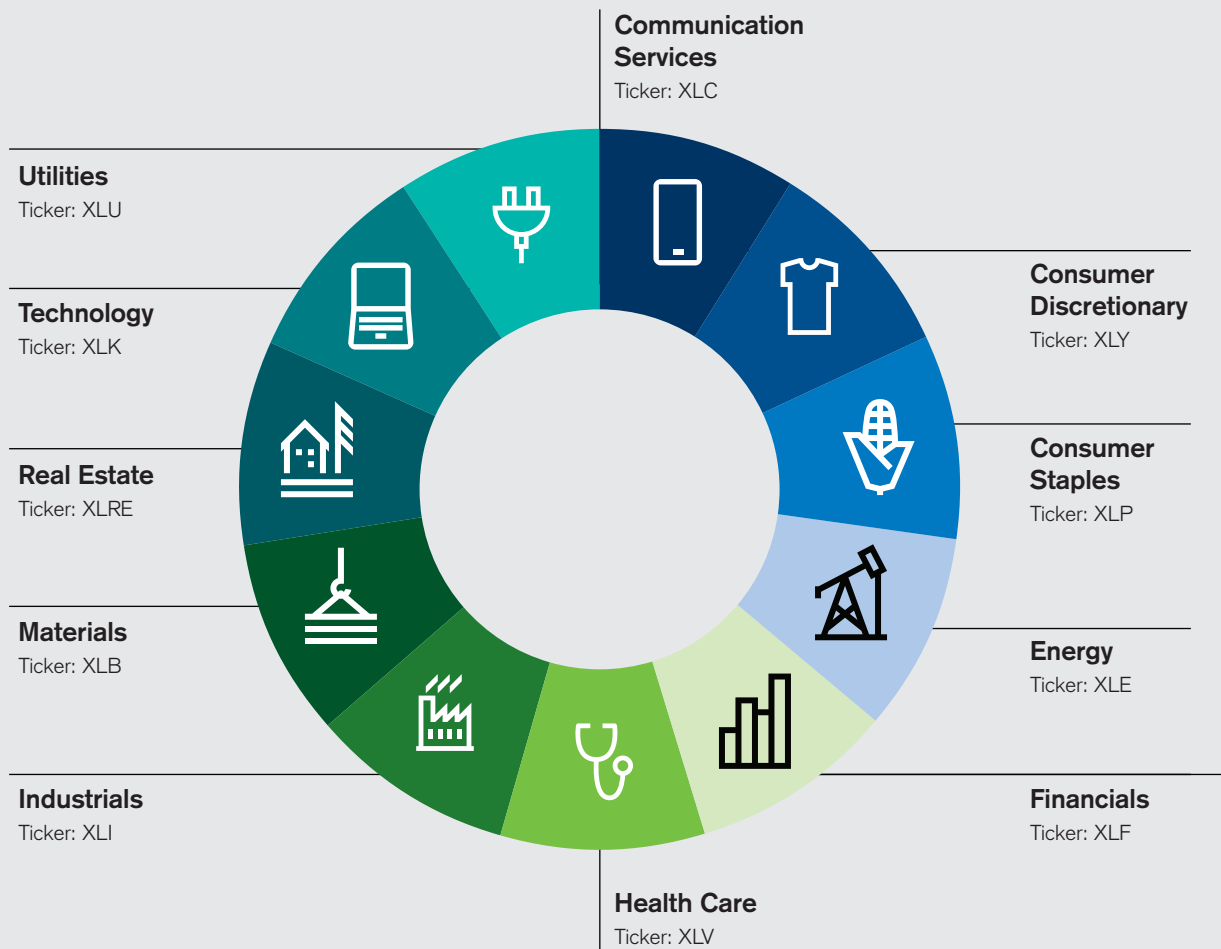 Communication
Services
Ticker: XLC
Utilities
Ticker: XLU
Technology
Ticker: XLK
Real Estate
Ticker: XLRE
Materials
Ticker: XLB
Industrials
Ticker: XLI
Consumer
Discretionary
Ticker: XLY
Consumer
Staples
Ticker: XLP
Energy
Ticker: XLE
Financials
Ticker: XLF
Health Care
Ticker: XLV